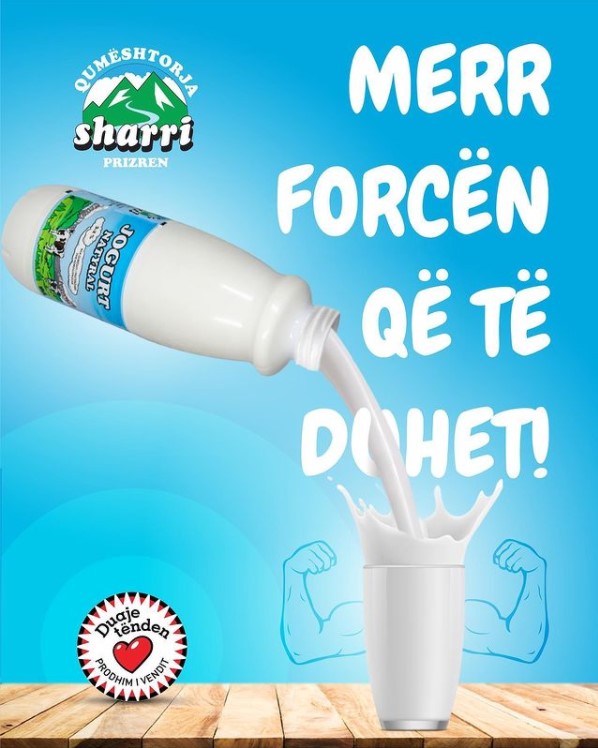 QUMËSHTORJA
sharri
PRIZREN
MERR
FORCËN
QË TË
DUHET!
JOGURT
NATYRAL
Duaje
tënden
PRODHIM I VENDIT